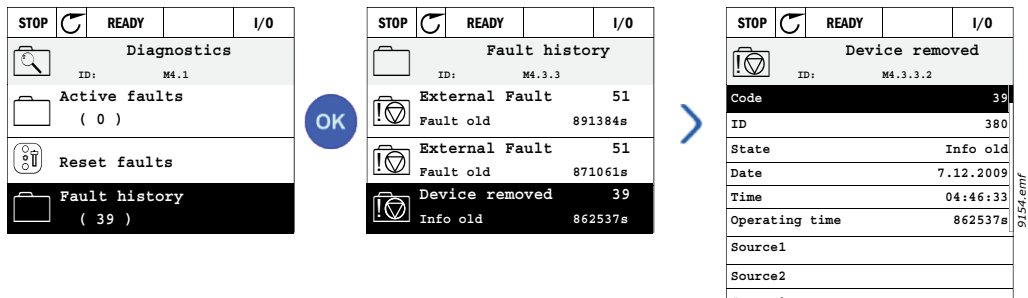 STOP READY I/O
Diagnostics
ID: M4.1
Active faults
( 0 )
Reset faults
Fault history
( 39 )
OK
STOP READY I/O
Fault history
ID: M4.3.3
External Fault 51
Fault old 891384s
External Fault 51
Fault old 871061s
Device removed 39
Info old 862537s
STOP READY I/O
Device removed
ID: M4.3.3.2
Code 39
ID 380
State Info old
Date 7.12.2009
Time 04:46:33
Operating time 862537s
Source1
Source2
9154.emf